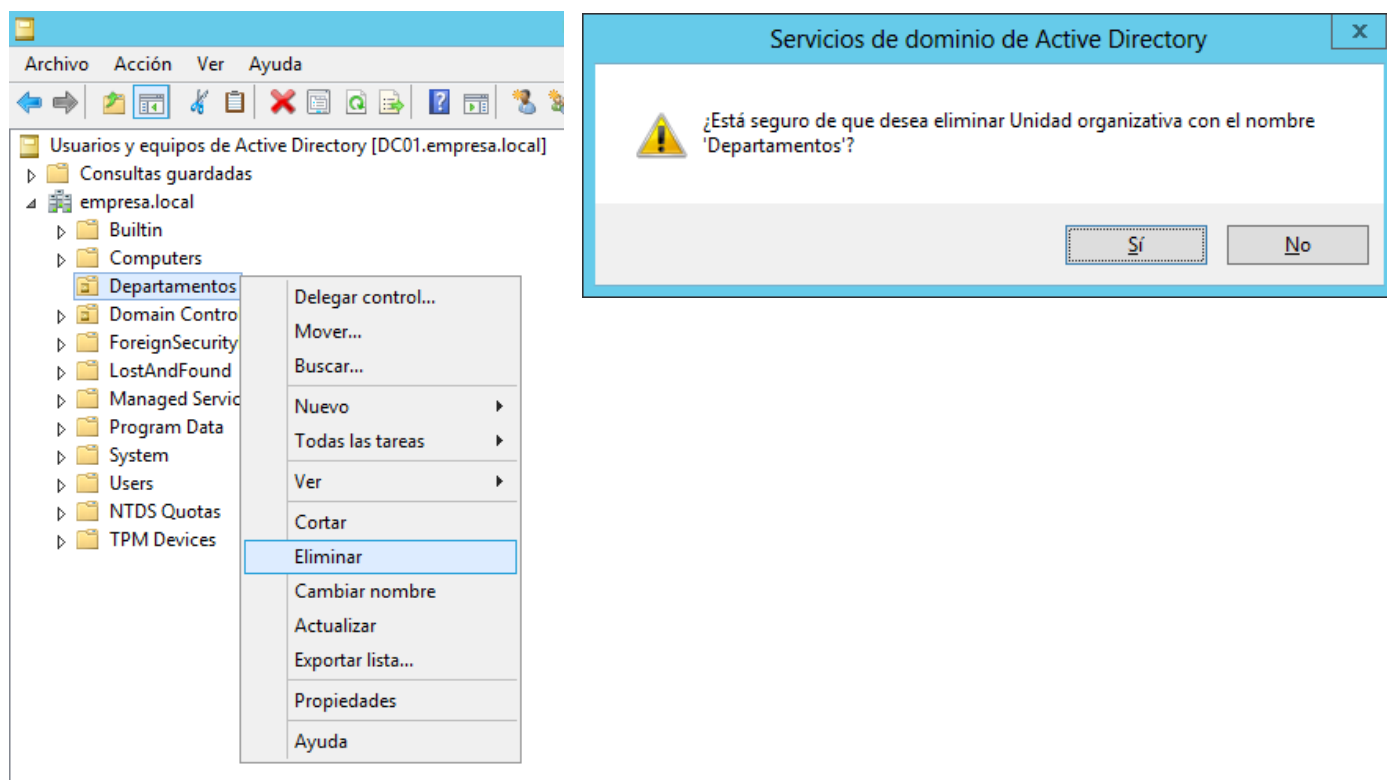 Archivo Acción Ver Ayuda
Usuarios y equipos de Active Directory [DC01.empresa.local]
Consultas guardadas
empresa.local
Builtin
Computers
Departamentos
Domain Contro
ForeignSecurity
LostAndFound
Managed Servic
Program Data
System
Users
NTDS Quotas
TPM Devices
Delegar control...
Mover...
Buscar...
Nuevo
Todas las tareas
Ver
Cortar
Eliminar
Cambiar nombre
Actualizar
Exportar lista...
Propiedades
Ayuda
Servicios de dominio de Active Directory
x
¿Está seguro de que desea eliminar Unidad organizativa con el nombre
'Departamentos'?
Sí No